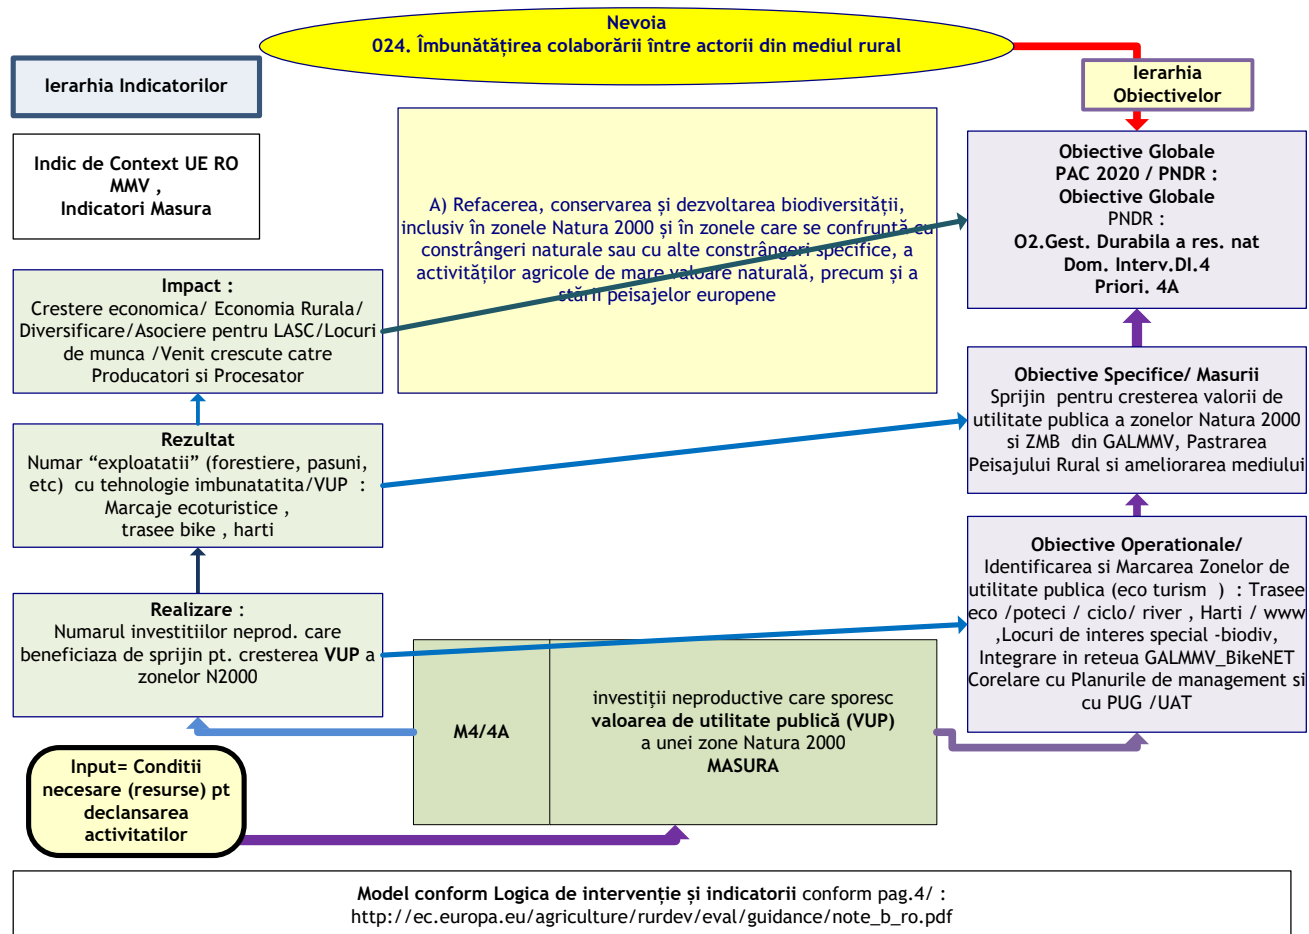 Nevoia
024. Îmbunătățirea colaborării între actorii din mediul rural
Ierarhia Indicatorilor
Ierarhia
Obiectivelor
Indic de Context UE RO
MMV ,
Indicatori Masura
A) Refacerea, conservarea și dezvoltarea biodiversității,
inclusiv în zonele Natura 2000 și în zonele care se confruntă cu
constrângeri naturale sau cu alte constrângeri specifice, a
activităților agricole de mare valoare naturală, precum și a
stării peisajelor europene
Obiective Globale
PAC 2020 / PNDR :
Obiective Globale
PNDR :
O2.Gest. Durabila a res. nat
Dom. Interv.DI.4
Priori. 4A
Impact :
Crestere economica/ Economia Rurala/
Diversificare/Asociere pentru LASC/Locuri
de munca /Venit crescute catre
Producatori si Procesator
Obiective Specifice/ Masurii
Sprijin pentru cresterea valorii de
utilitate publica a zonelor Natura 2000
si ZMB din GALMMV, Pastrarea
Peisajului Rural si ameliorarea mediului
Rezultat
Numar “exploatatii” (forestiere, pasuni,
etc) cu tehnologie imbunatatita/VUP :
Marcaje ecoturistice ,
trasee bike , harti
Obiective Operationale/
Identificarea si Marcarea Zonelor de
utilitate publica (eco turism ) : Trasee
eco /poteci / ciclo/ river , Harti / www
,Locuri de interes special -biodiv,
Integrare in reteua GALMMV_BikeNET
Corelare cu Planurile de management si
cu PUG /UAT
Realizare :
Numarul investitiilor neprod. care
beneficiaza de sprijin pt. cresterea VUP a
zonelor N2000
M4/4A
investiții neproductive care sporesc
valoarea de utilitate publică (VUP)
a unei zone Natura 2000
MASURA
Input= Conditii
necesare (resurse) pt
declansarea
activitatilor
Model conform Logica de intervenție și indicatorii conform pag.4/ :
http://ec.europa.eu/agriculture/rurdev/eval/guidance/note_b_ro.pdf